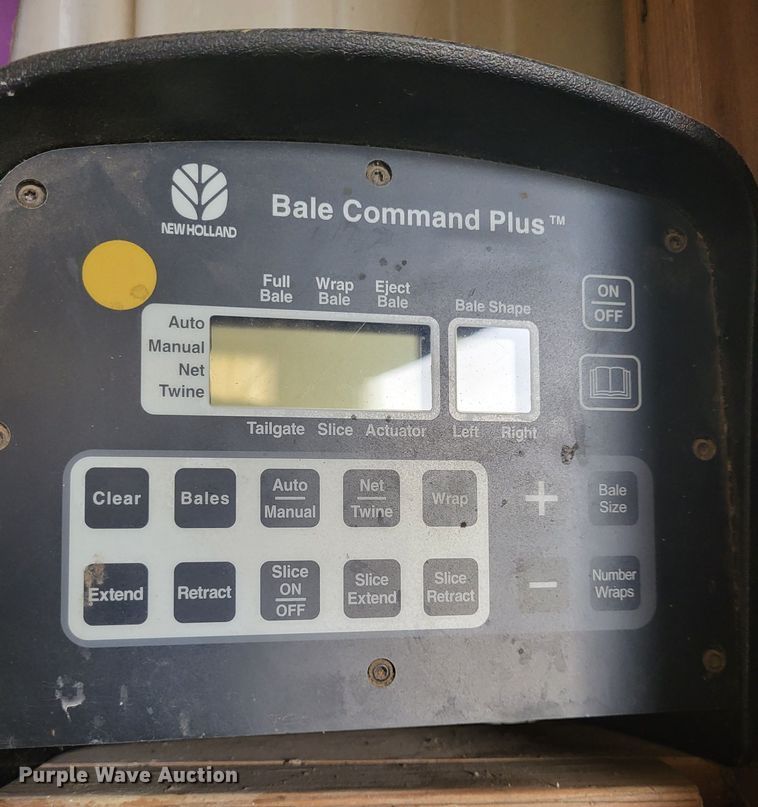 NEW HOLLAND
Bale Command Plus™
Full
Bale
Wrap
Bale
Eject
Bale
Bale Shape
ON
OFF
Auto
Manual
Net
Twine
Tailgate Slice Actuator
Left Right
Clear
Bales
Auto
Manual
Net
Twine
Wrap
+
Bale
Size
Extend
Retract
Slice
ON
OFF
Slice
Extend
Slice
Retract
−
Number
Wraps
Purple Wave Auction